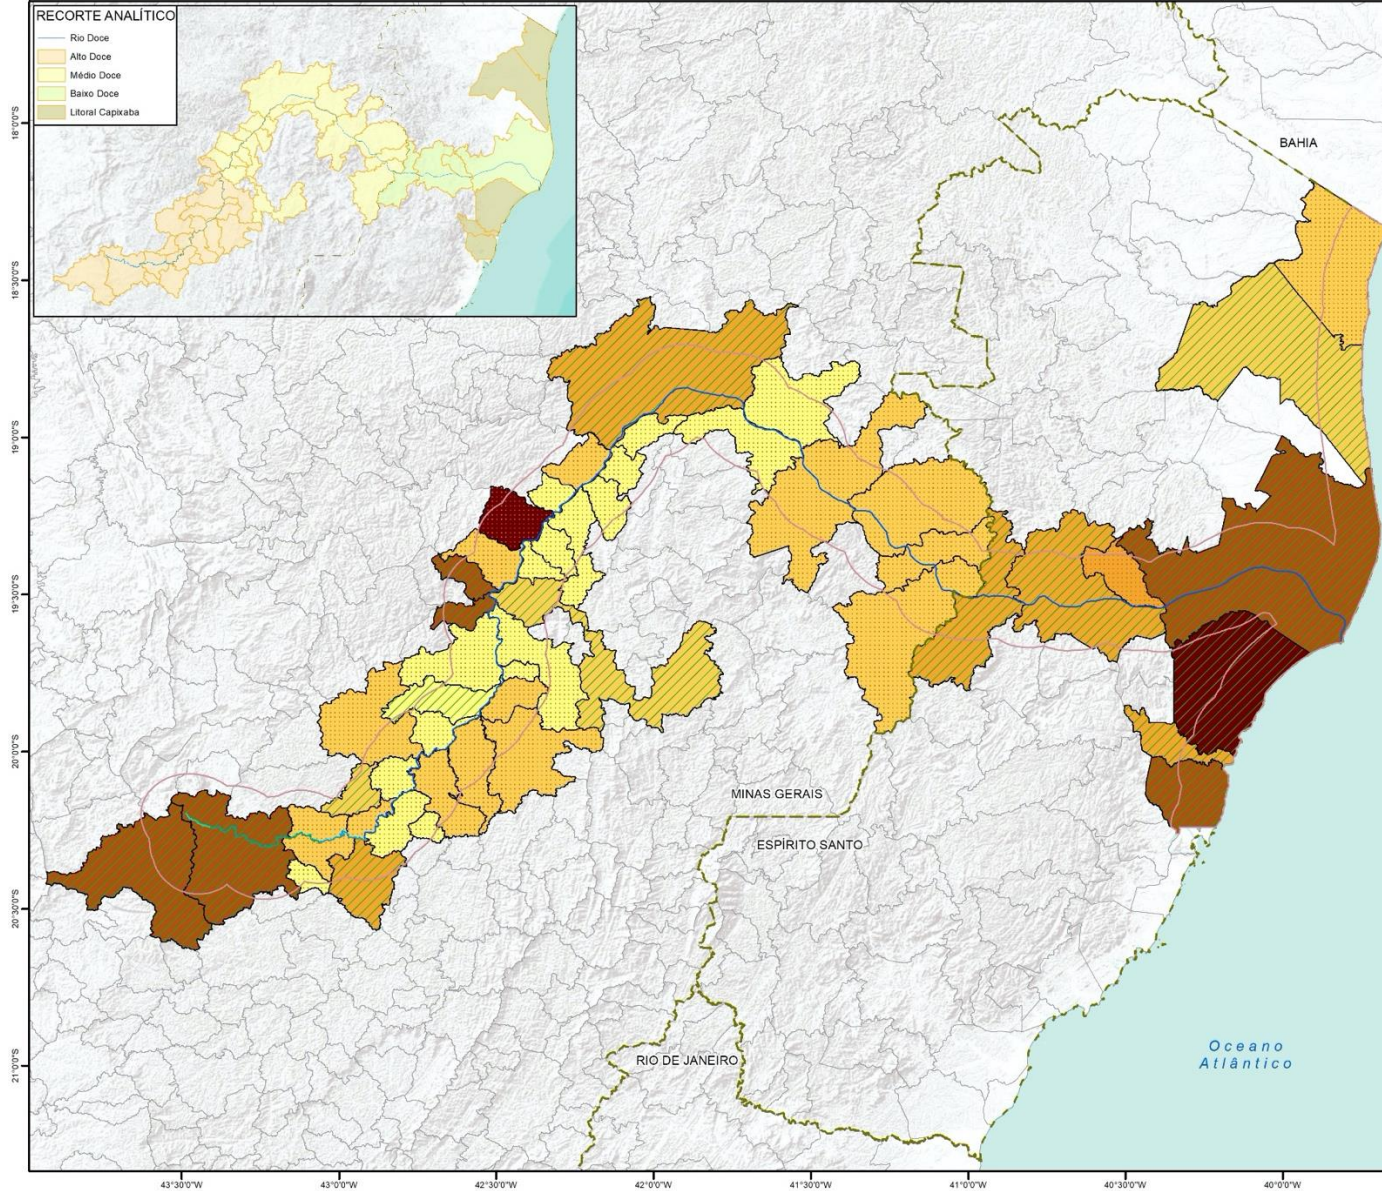 RECORTE ANALÍTICO
Rio Doce
Alto Doce
Médio Doce
Baixo Doce
Litoral Capixaba
BAHIA
MINAS GERAIS
ESPÍRITO SANTO
RIO DE JANEIRO
Oceano
Atlântico
18°0'0"S
18°30'0"S
19°0'0"S
19°30'0"S
20°0'0"S
20°30'0"S
21°0'0"S
43°30'0"W
43°0'0"W
42°30'0"W
42°0'0"W
41°30'0"W
41°0'0"W
40°30'0"W
40°0'0"W